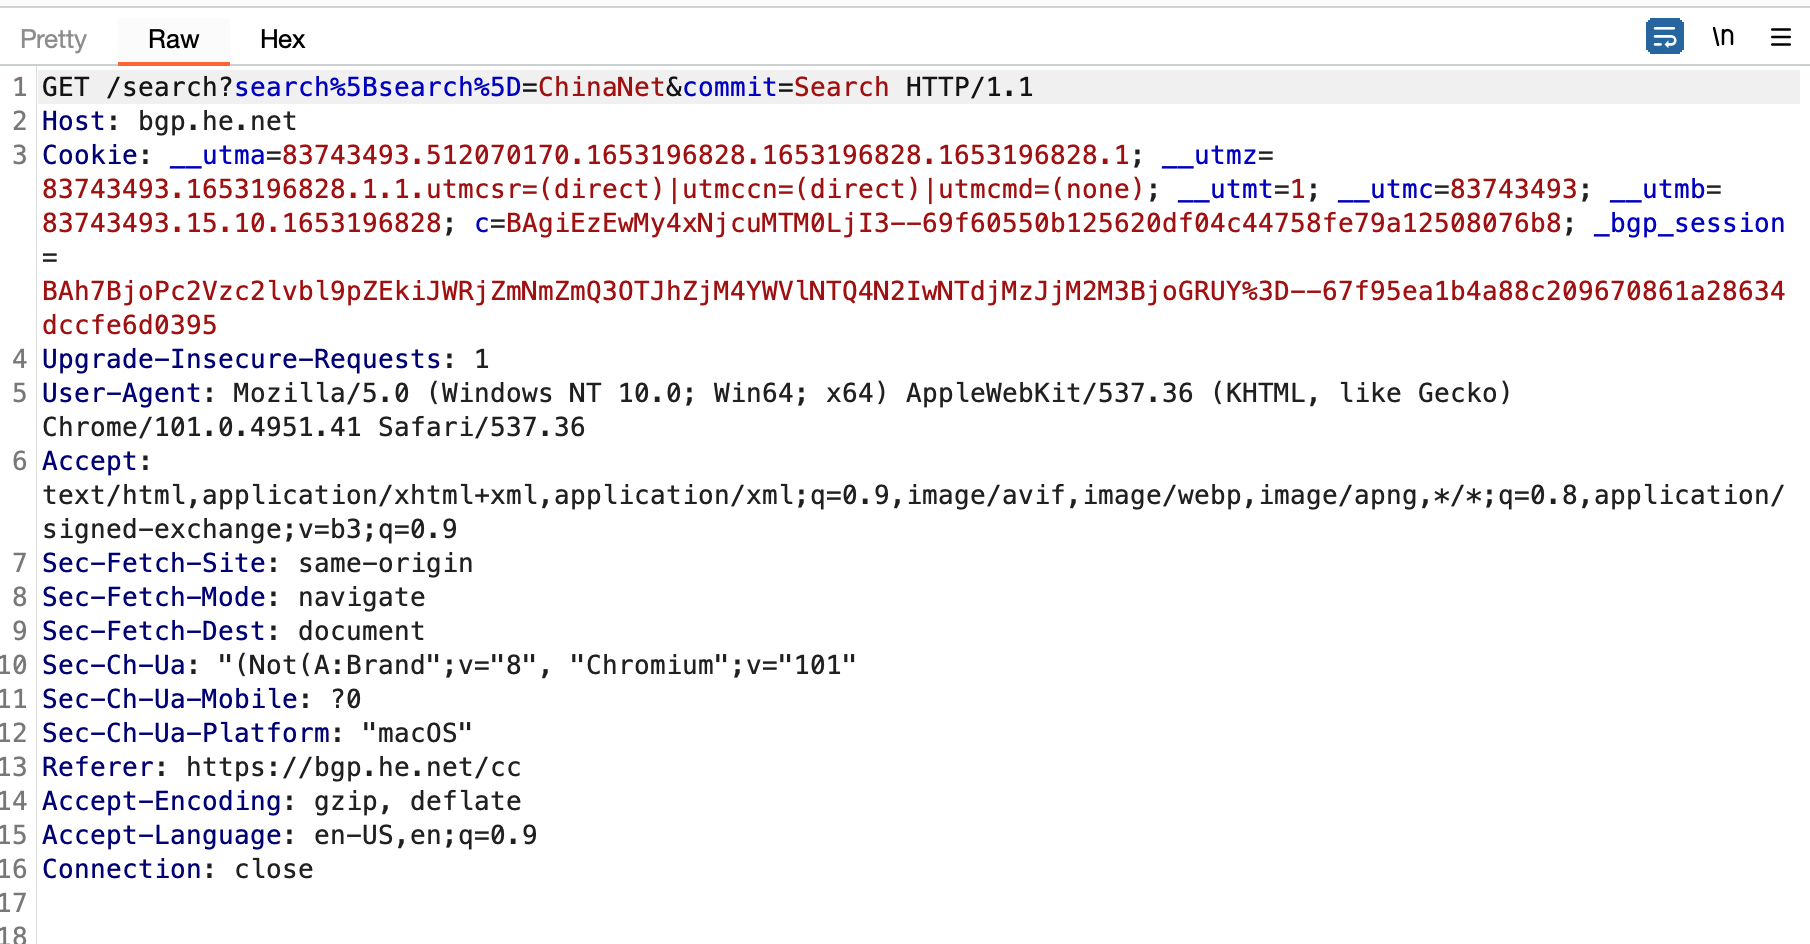 Pretty Raw Hex \n
1 GET /search?search%5Bsearch%5D=ChinaNet&commit=Search HTTP/1.1
2 Host: bgp.he.net
3 Cookie: __utma=83743493.512070170.1653196828.1653196828.1653196828.1; __utmz=
83743493.1653196828.1.1.utmcsr=(direct)|utmccn=(direct)|utmcmd=(none); __utmt=1; __utmc=83743493; __utmb=
83743493.15.10.1653196828; c=BAgiEzEwMy4xNjcuMTM0LjI3--69f60550b125620df04c44758fe79a12508076b8; _bgp_session
=
BAh7BjoPc2Vzc2lvbl9pZEkiJWRjZmNmZmQ3OTJhZjM4YWVlNTQ4N2IwNTdjMzJjM2M3BjoGRUY%3D--67f95ea1b4a88c209670861a28634
dccfe6d0395
4 Upgrade-Insecure-Requests: 1
5 User-Agent: Mozilla/5.0 (Windows NT 10.0; Win64; x64) AppleWebKit/537.36 (KHTML, like Gecko)
Chrome/101.0.4951.41 Safari/537.36
6 Accept:
text/html,application/xhtml+xml,application/xml;q=0.9,image/avif,image/webp,image/apng,*/*;q=0.8,application/
signed-exchange;v=b3;q=0.9
7 Sec-Fetch-Site: same-origin
8 Sec-Fetch-Mode: navigate
9 Sec-Fetch-Dest: document
10 Sec-Ch-Ua: "(Not(A:Brand";v="8", "Chromium";v="101"
11 Sec-Ch-Ua-Mobile: ?0
12 Sec-Ch-Ua-Platform: "macOS"
13 Referer: https://bgp.he.net/cc
14 Accept-Encoding: gzip, deflate
15 Accept-Language: en-US,en;q=0.9
16 Connection: close
17
18